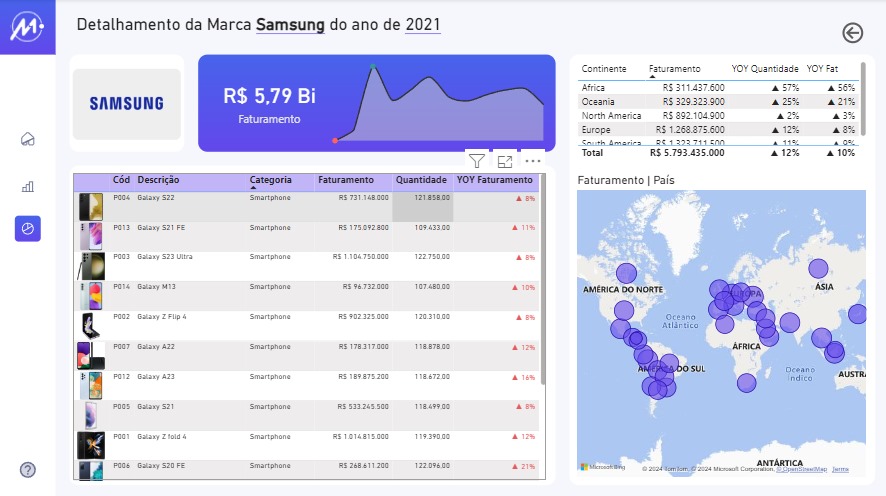 Detalhamento da Marca Samsung do ano de 2021
SAMSUNG
R$ 5,79 Bi
Faturamento
Continente Faturamento YOY Quantidade YOY Fat
Africa R$ 311.437.600 ▲ 57% ▲ 56%
Oceania R$ 329.323.900 ▲ 25% ▲ 21%
North America R$ 892.104.900 ▲ 2% ▲ 3%
Europe R$ 1.268.875.600 ▲ 12% ▲ 8%
South America R$ 1.323.711.500 ▲ 11% ▲ 9%
Total R$ 5.793.435.000 ▲ 12% ▲ 10%
Cód Descrição Categoria Faturamento Quantidade YOY Faturamento
P004 Galaxy S22 Smartphone R$ 731.148.000 121.858,00 ▲ 8%
P013 Galaxy S21 FE Smartphone R$ 175.092.800 109.433,00 ▲ 11%
P003 Galaxy S23 Ultra Smartphone R$ 1.104.750.000 122.750,00 ▲ 8%
P014 Galaxy M13 Smartphone R$ 96.732.000 107.480,00 ▲ 10%
P002 Galaxy Z Flip 4 Smartphone R$ 902.325.000 120.310,00 ▲ 8%
P007 Galaxy A22 Smartphone R$ 178.317.000 118.878,00 ▲ 12%
P012 Galaxy A23 Smartphone R$ 189.875.200 118.672,00 ▲ 16%
P005 Galaxy S21 Smartphone R$ 533.245.500 118.499,00 ▲ 8%
P001 Galaxy Z fold 4 Smartphone R$ 1.014.815.000 119.390,00 ▲ 12%
P006 Galaxy S20 FE Smartphone R$ 268.611.200 122.096,00 ▲ 21%
Faturamento | País
AMÉRICA DO NORTE
EUROPA
ÁSIA
Oceano
Atlântico
ÁFRICA
AMÉRICA DO SUL
Oceano
Índico
AUSTRA
ANTÁRTICA
Microsoft Bing
© 2024 TomTom, © 2024 Microsoft Corporation, © OpenStreetMap Terms